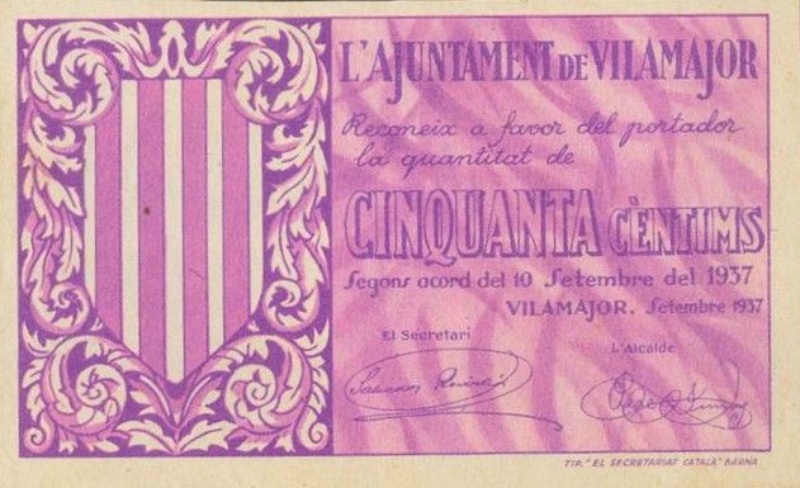 L'AJUNTAMENT DE VILAMAJOR
Reconeix a favor del portador
la quantitat de
CINQUANTA CÈNTIMS
Segons acord del 10 Setembre del 1937
VILAMAJOR. Setembre 1937
El Secretari
L'Alcalde
TIP. "EL SECRETARIAT CATALÀ" BARNA